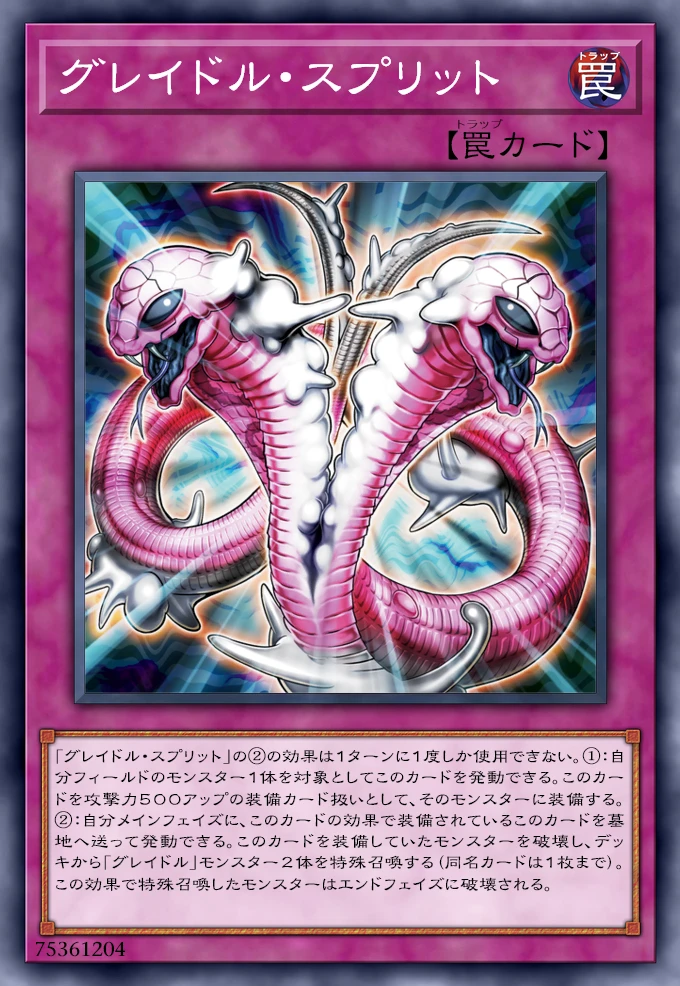 グレイドル・スプリット
トラップ
罠
トラップ
【罠カード】
「グレイドル・スプリット」の②の効果は１ターンに１度しか使用できない。①：自
分フィールドのモンスター１体を対象としてこのカードを発動できる。このカー
ドを攻撃力５００アップの装備カード扱いとして、そのモンスターに装備する。
②：自分メインフェイズに、このカードの効果で装備されているこのカードを墓
地へ送って発動できる。このカードを装備していたモンスターを破壊し、デッ
キから「グレイドル」モンスター２体を特殊召喚する（同名カードは１枚まで）。
この効果で特殊召喚したモンスターはエンドフェイズに破壊される。
75361204